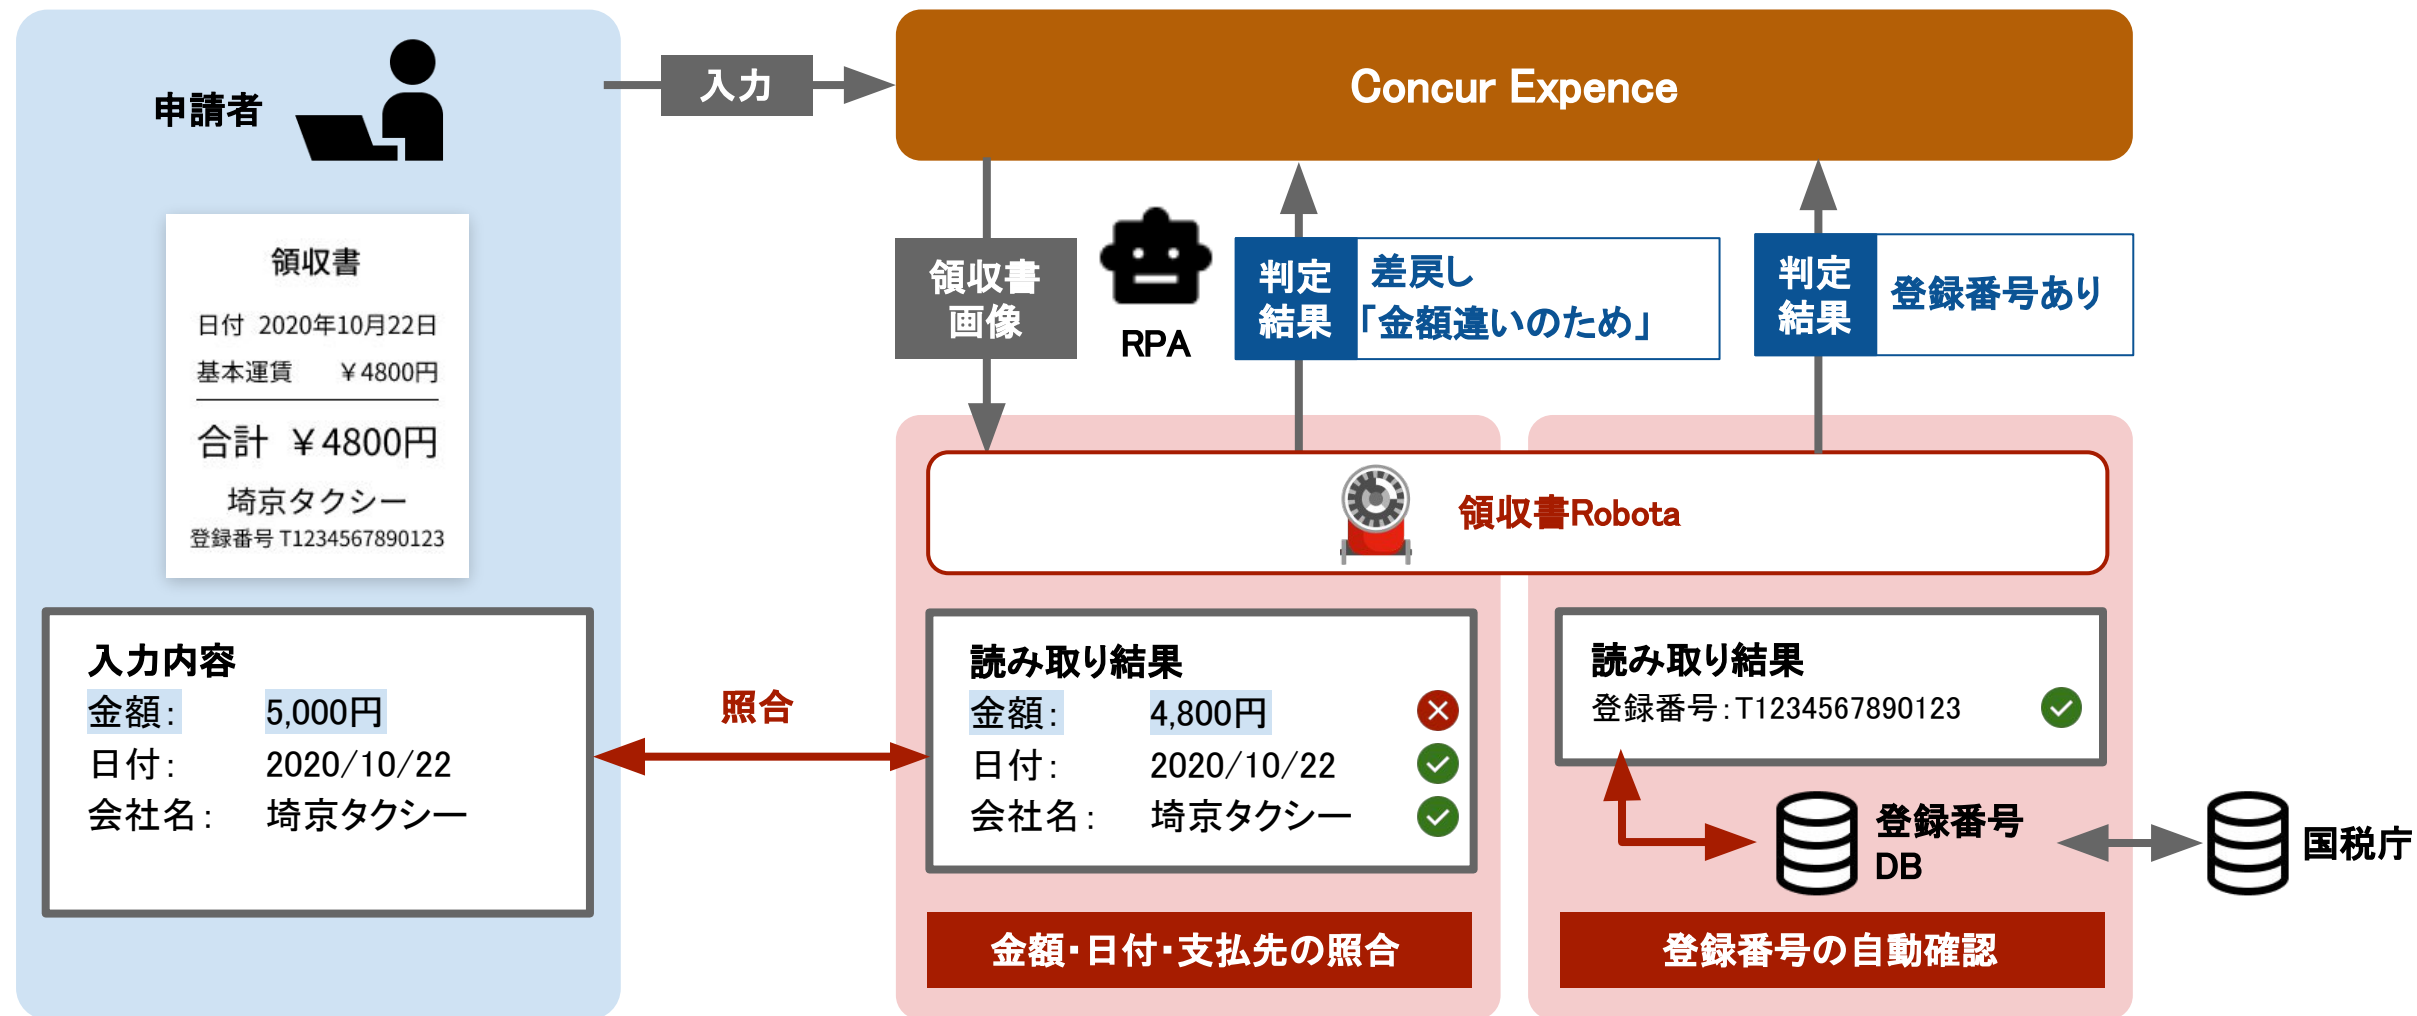 申請者
入力
Concur Expence
領収書
日付 2020年10月22日
基本運賃 ￥4800円
合計 ￥4800円
埼京タクシー
登録番号 T1234567890123
領収書
画像
RPA
判定
結果
差戻し
「金額違いのため」
判定
結果
登録番号あり
領収書Robota
入力内容
金額： 5,000円
日付： 2020/10/22
会社名： 埼京タクシー
照合
読み取り結果
金額： 4,800円
日付： 2020/10/22
会社名： 埼京タクシー
金額・日付・支払先の照合
読み取り結果
登録番号：T1234567890123
登録番号
DB
国税庁
登録番号の自動確認